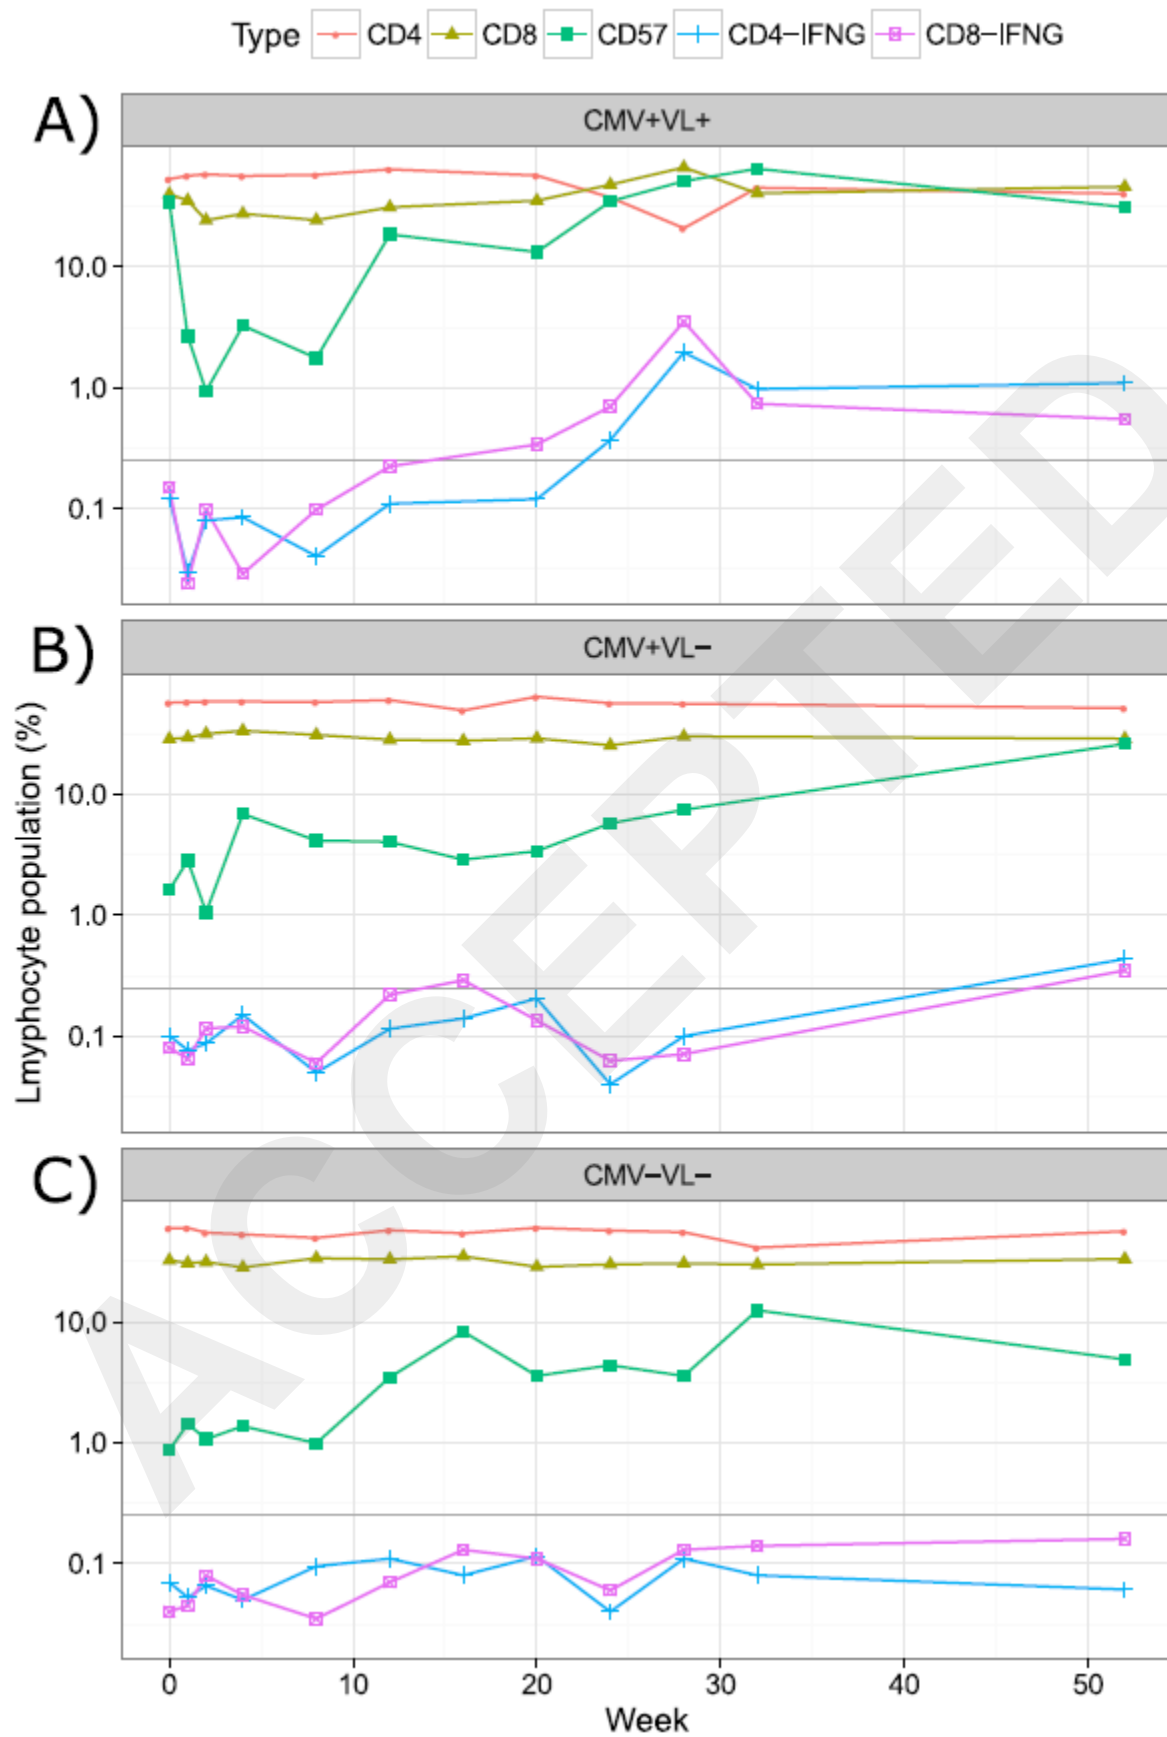 Type CD4 CD8 CD57 CD4−IFNG CD8−IFNG
A)
CMV+VL+
10.0
1.0
0.1
B)
CMV+VL−
Lmyphocyte population (%)
10.0
1.0
0.1
C)
CMV−VL−
10.0
1.0
0.1
0 10 20 30 40 50
Week
ACCEPTED